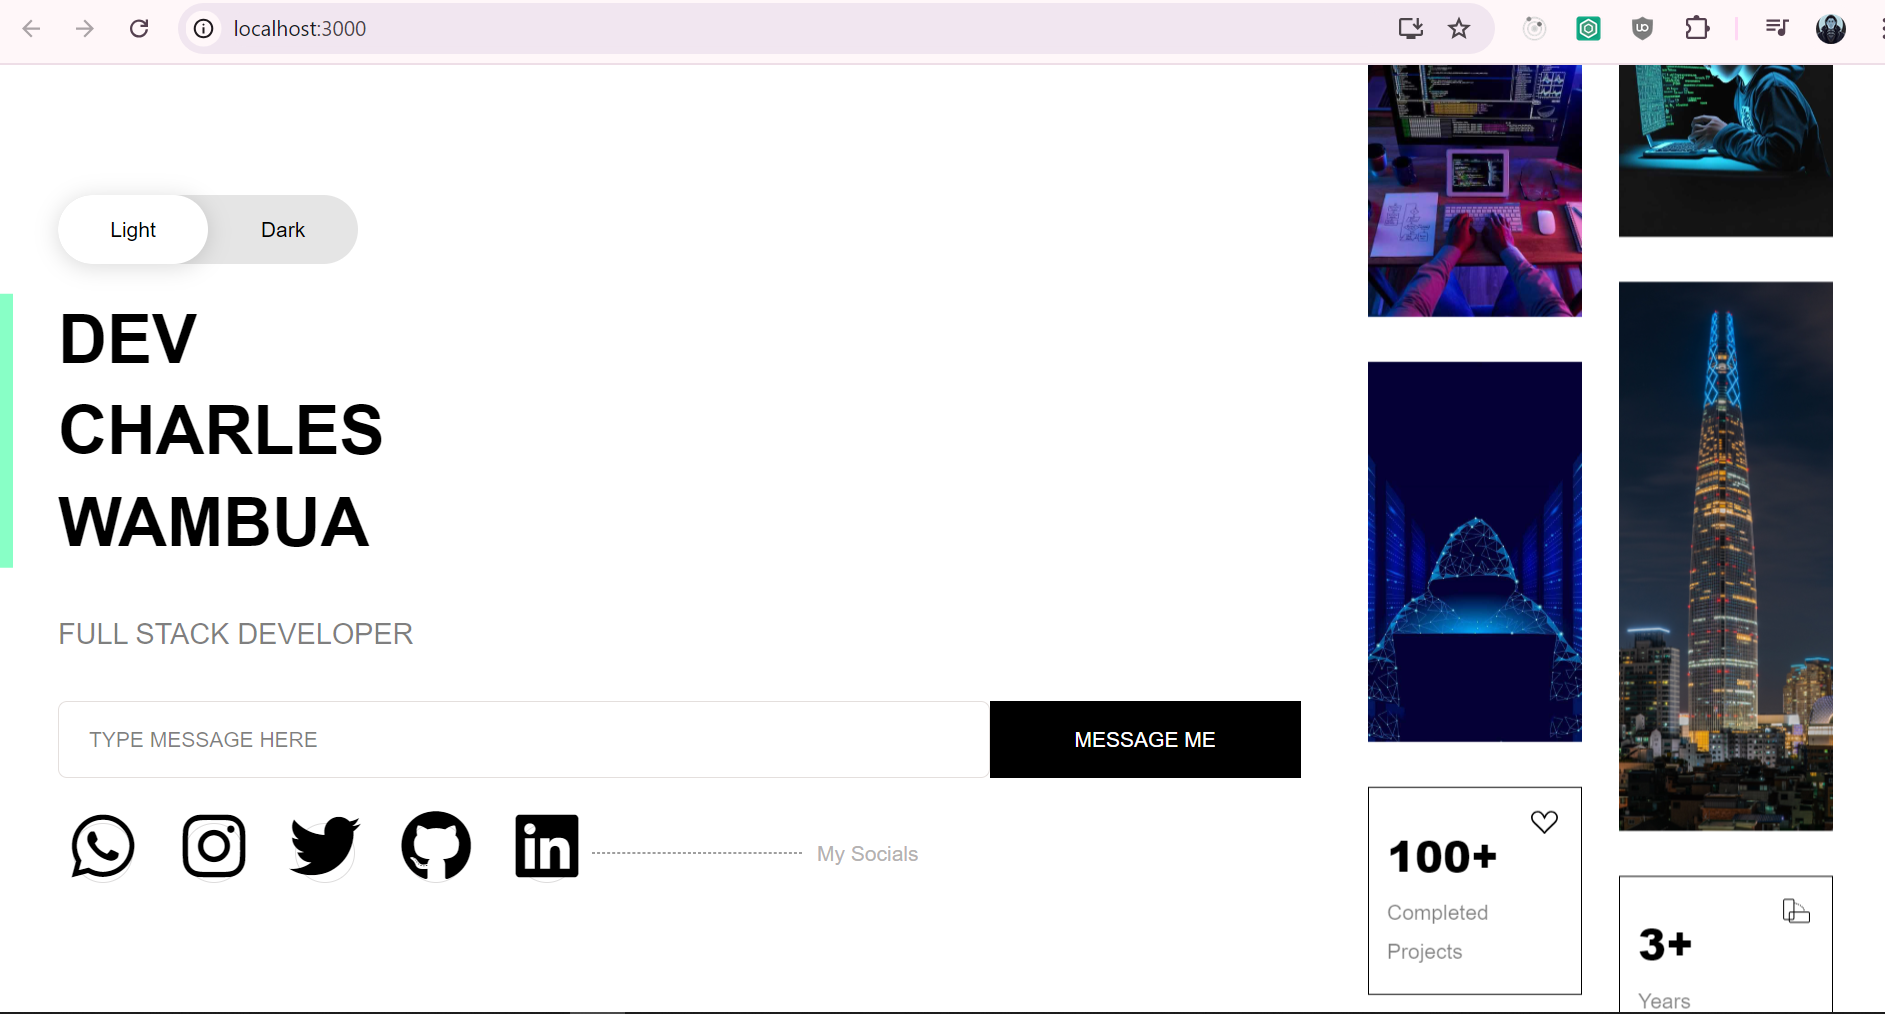 localhost:3000
Light
Dark
DEV
CHARLES
WAMBUA
FULL STACK DEVELOPER
TYPE MESSAGE HERE
MESSAGE ME
in
My Socials
100+
Completed
Projects
3+
Years